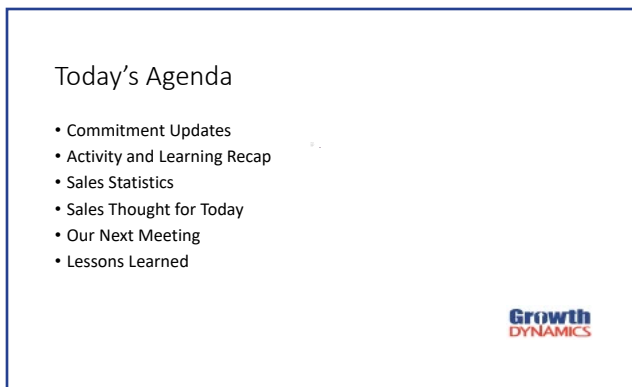 Today’s Agenda
• Commitment Updates
• Activity and Learning Recap
• Sales Statistics
• Sales Thought for Today
• Our Next Meeting
• Lessons Learned
Growth
DYNAMICS